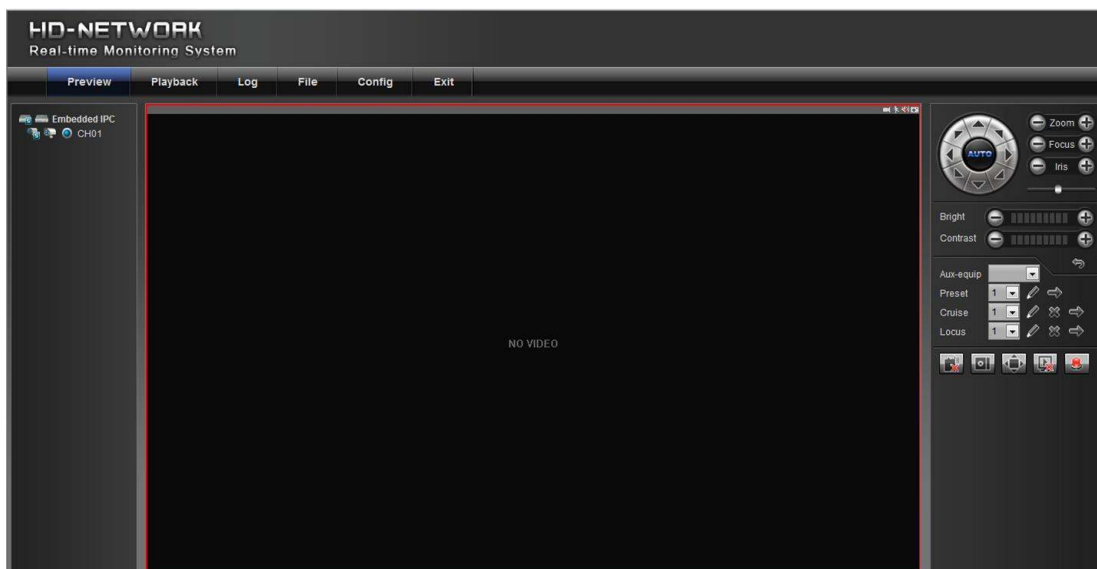 HD-NETWORK
Real-time Monitoring System
Preview Playback Log File Config Exit
Embedded IPC
CH01
NO VIDEO
AUTO
Zoom
Focus
Iris
Bright
Contrast
Aux-equip
Preset 1
Cruise 1
Locus 1